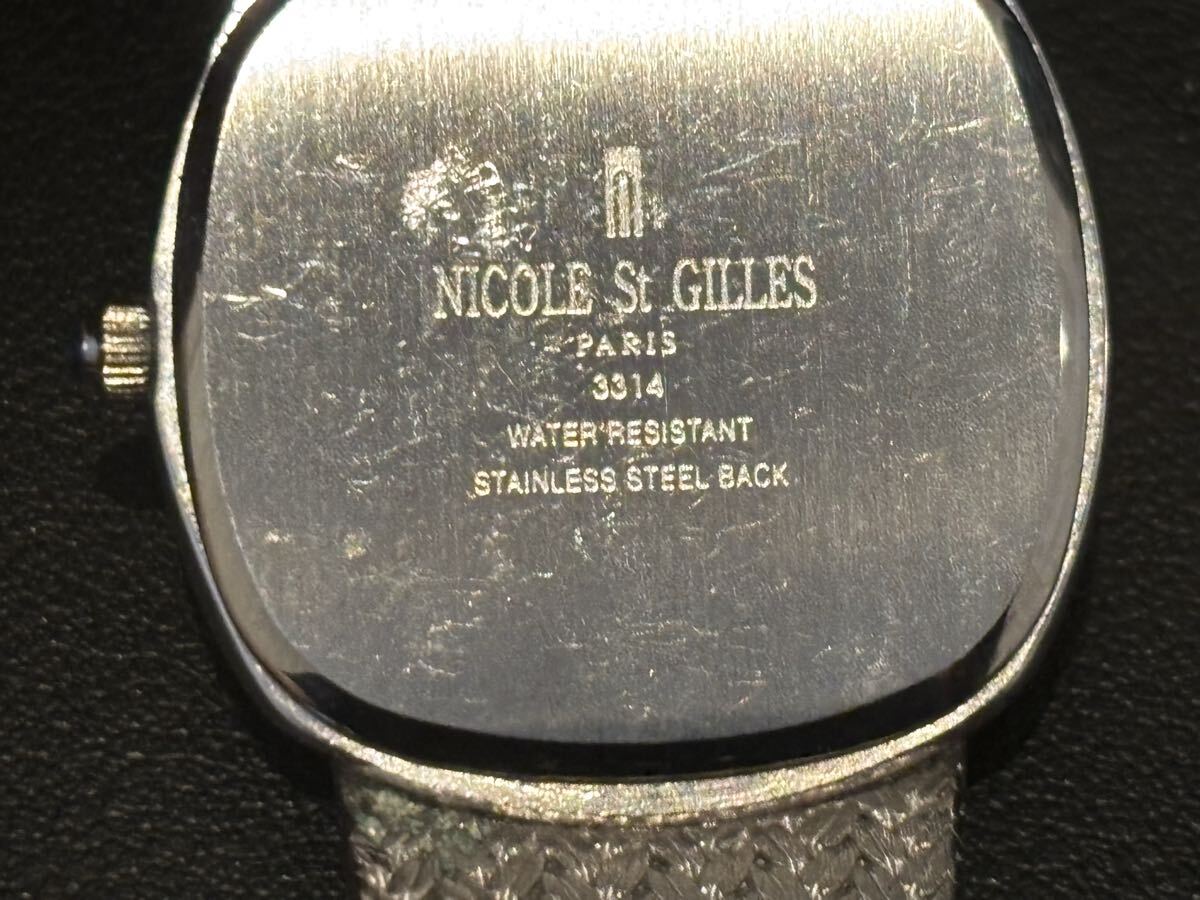 NICOLE St GILLES
PARIS
3314
WATER RESISTANT
STAINLESS STEEL BACK